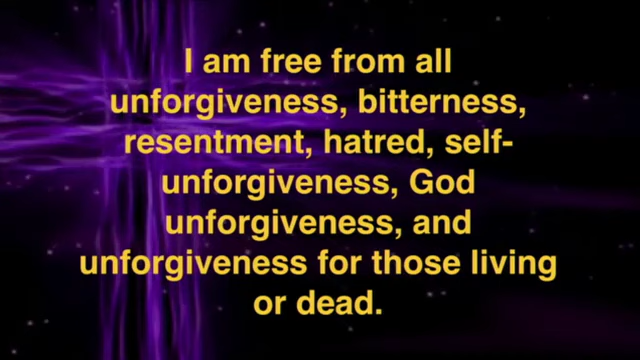 I am free from all
unforgiveness, bitterness,
resentment, hatred, self-
unforgiveness, God
unforgiveness, and
unforgiveness for those living
or dead.